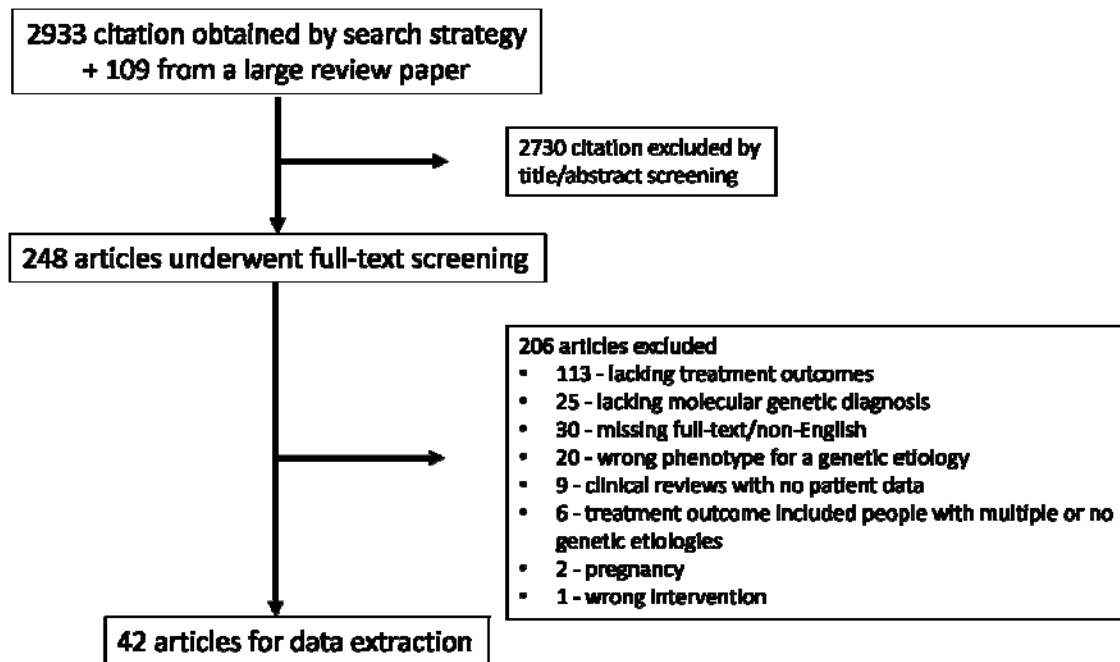 2933 citation obtained by search strategy
+ 109 from a large review paper
2730 citation excluded by
title/abstract screening
248 articles underwent full-text screening
206 articles excluded
• 113 - lacking treatment outcomes
• 25 - lacking molecular genetic diagnosis
• 30 - missing full-text/non-English
• 20 - wrong phenotype for a genetic etiology
• 9 - clinical reviews with no patient data
• 6 - treatment outcome included people with multiple or no
genetic etiologies
• 2 - pregnancy
• 1 - wrong intervention
42 articles for data extraction